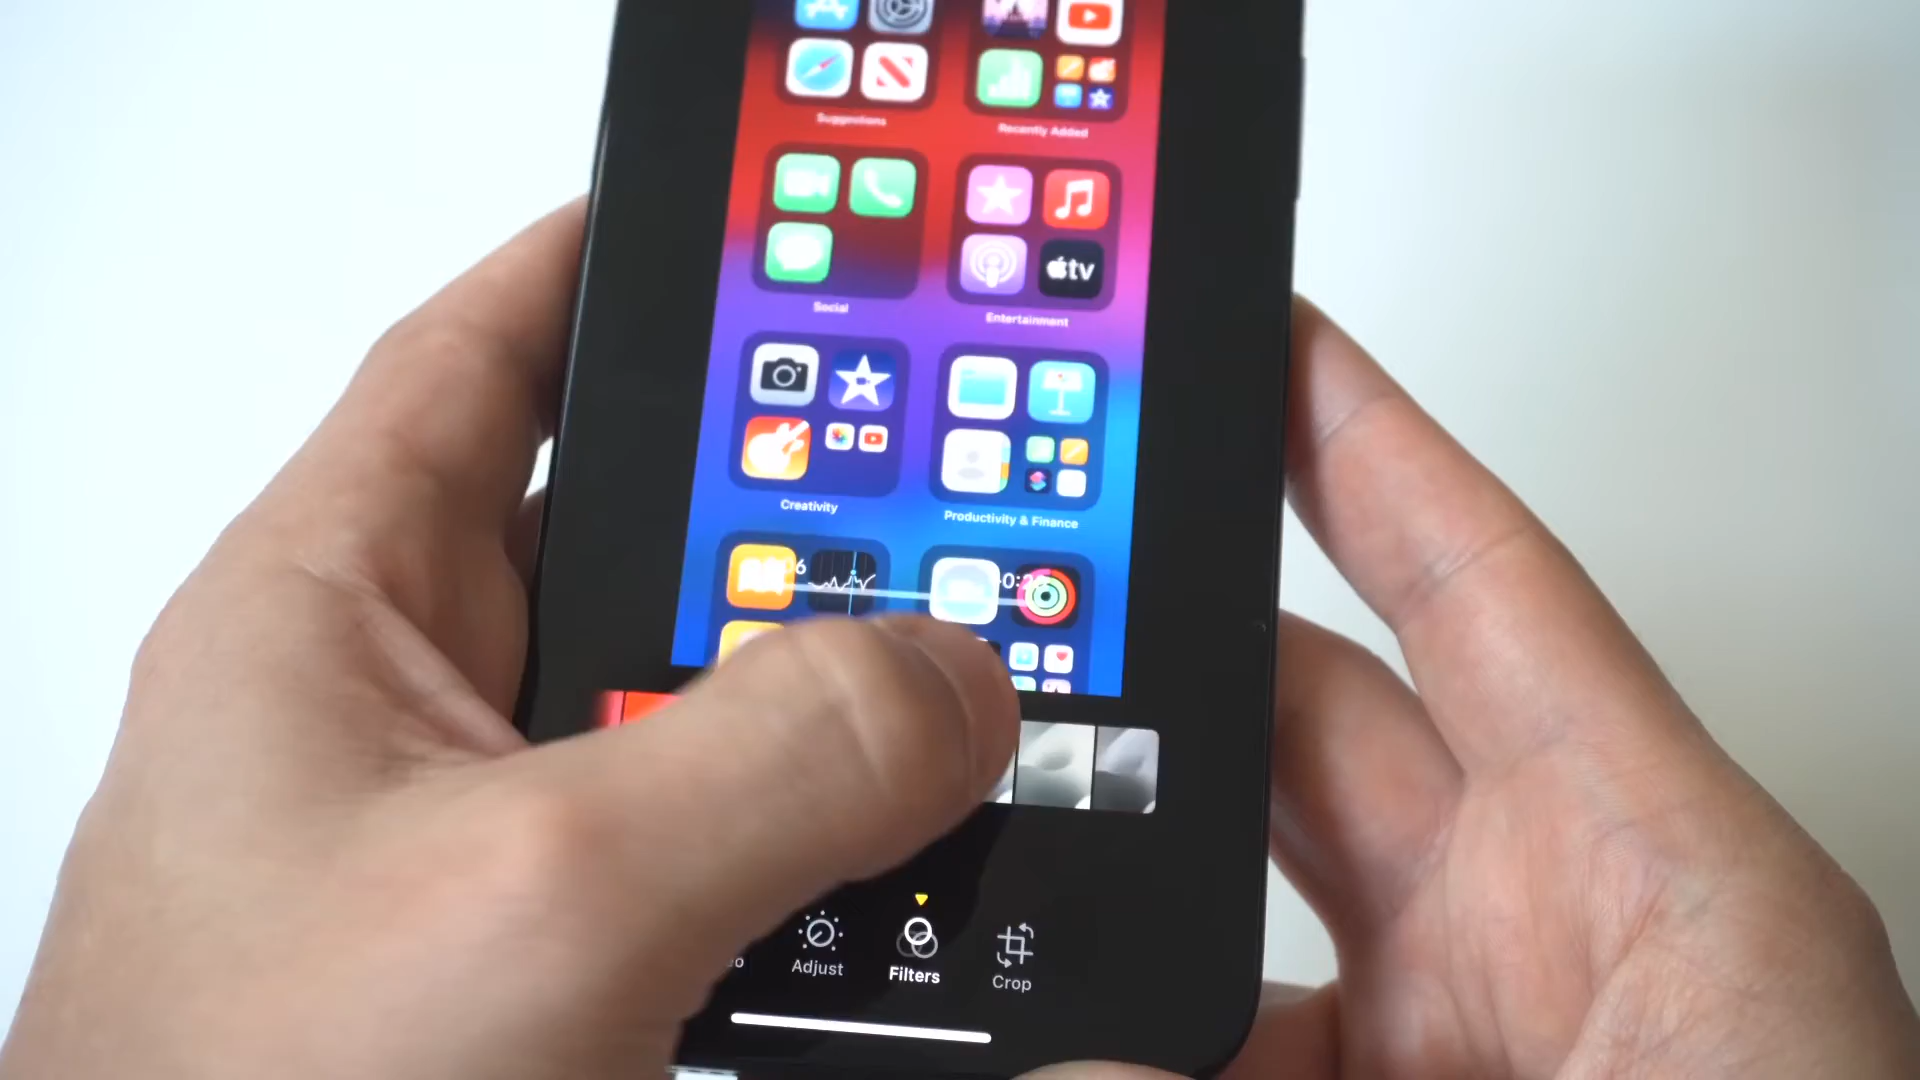 Suggestions
Recently Added
tv
Social
Entertainment
Creativity
Productivity & Finance
Adjust
Filters
Crop